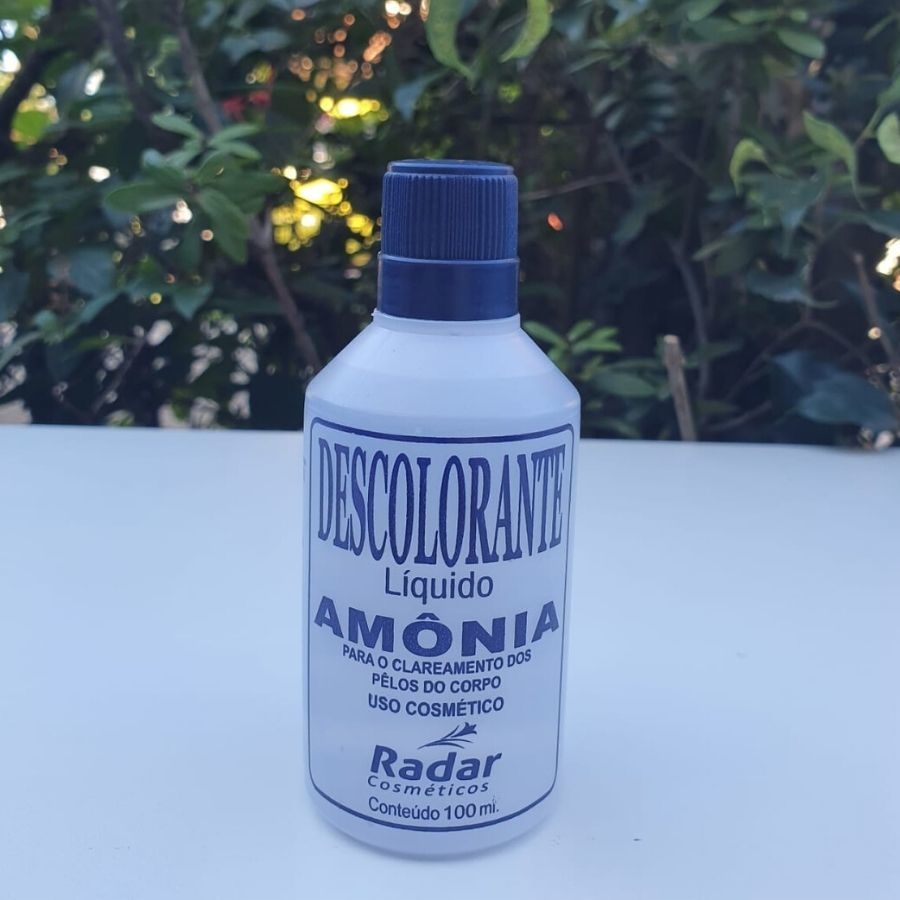 DESCOLORANTE
Líquido
AMÔNIA
PARA O CLAREAMENTO DOS
PÊLOS DO CORPO
USO COSMÉTICO
Radar
Cosméticos
Conteúdo 100 ml.